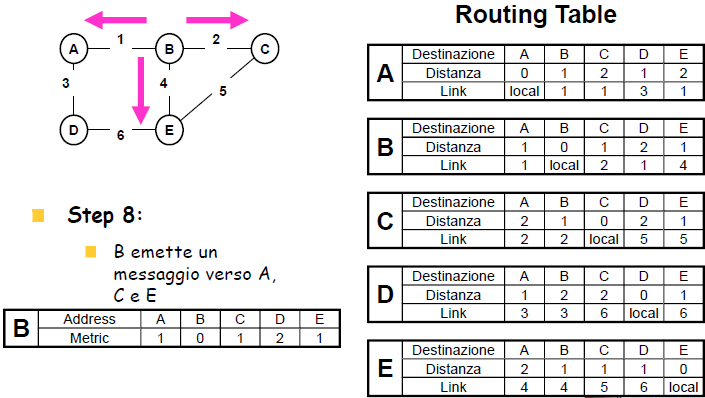 Routing Table
A 1 B 2 C
3 4 5
D 6 E
Step 8:
B emette un
messaggio verso A,
C e E
B
Address A B C D E
Metric 1 0 1 2 1
A
Destinazione A B C D E
Distanza 0 1 2 1 2
Link local 1 1 3 1
B
Destinazione A B C D E
Distanza 1 0 1 2 1
Link 1 local 2 1 4
C
Destinazione A B C D E
Distanza 2 1 0 2 1
Link 2 2 local 5 5
D
Destinazione A B C D E
Distanza 1 2 2 0 1
Link 3 3 6 local 6
E
Destinazione A B C D E
Distanza 2 1 1 1 0
Link 4 4 5 6 local